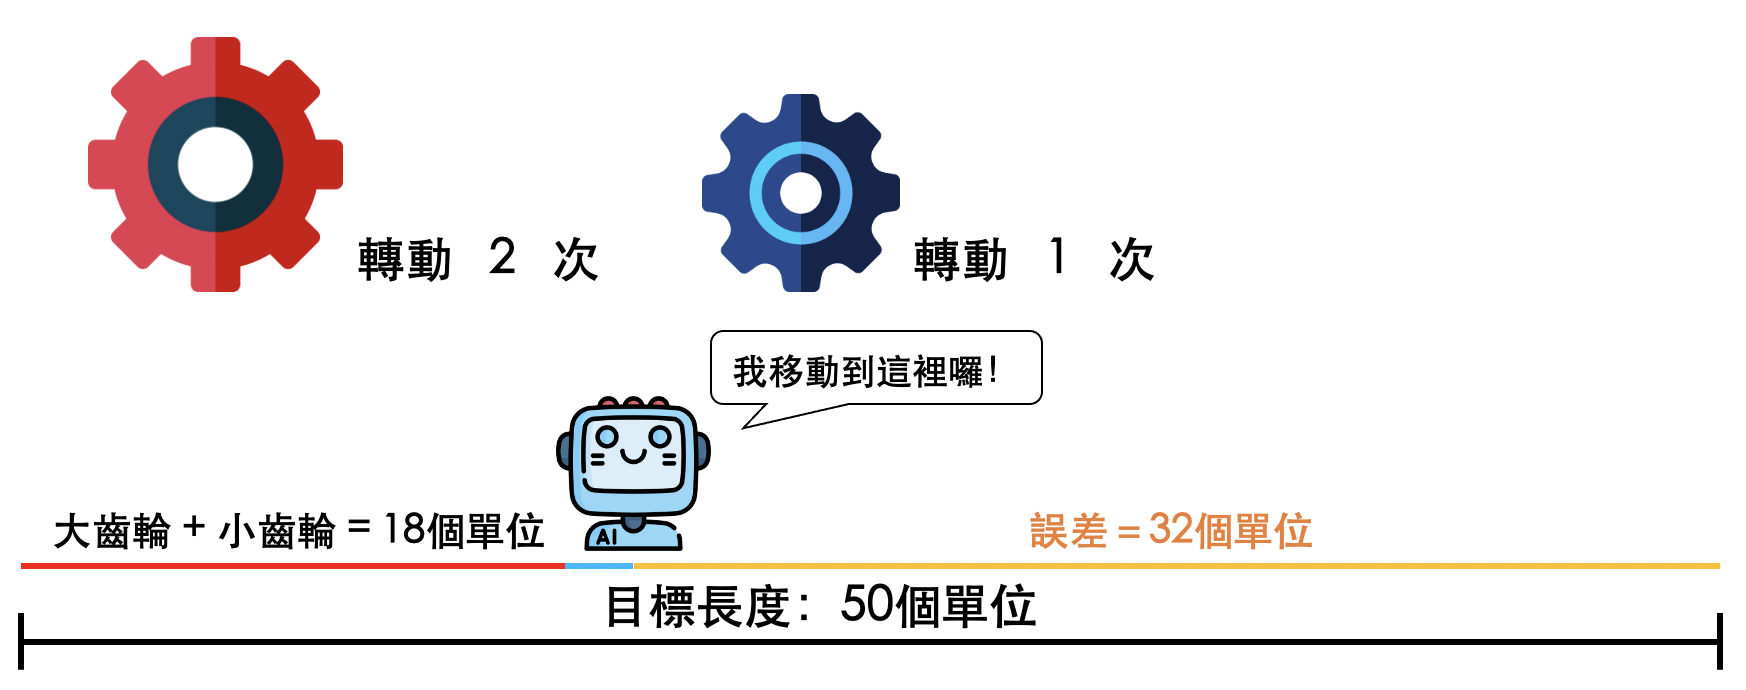 轉動 2 次
轉動 1 次
我移動到這裡囉!
AI
大齒輪 + 小齒輪 = 18個單位
誤差 = 32個單位
目標長度: 50個單位